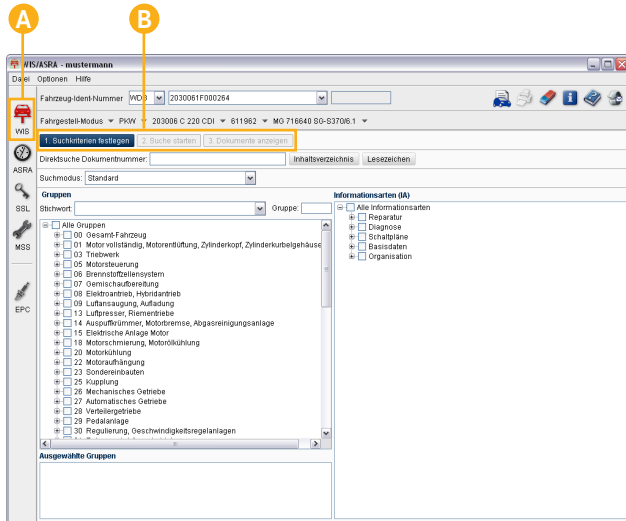 A B
WIS/ASRA - mustermann
Datei Optionen Hilfe
Fahrzeug-Ident-Nummer WDB 2030061F000264
Fahrgestell-Modus PKW 203006 C 220 CDI 611962 MG 716640 SG-S370/6.1
WIS
1. Suchkriterien festlegen 2. Suche starten 3. Dokumente anzeigen
Direktsuche Dokumentnummer: Inhaltsverzeichnis Lesezeichen
ASRA
Suchmodus: Standard
SSL
Gruppen Informationsarten (IA)
Stichwort: Gruppe: Alle Informationsarten
Alle Gruppen Reparatur
00 Gesamt-Fahrzeug Diagnose
01 Motor vollständig, Motorentlüftung, Zylinderkopf, Zylinderkurbelgehäuse Schaltpläne
MSS
03 Triebwerk Basisdaten
05 Motorsteuerung Organisation
06 Brennstoffzellensystem
07 Gemischaufbereitung
08 Elektroantrieb, Hybridantrieb
09 Luftansaugung, Aufladung
EPC
13 Luftpresser, Riementriebe
14 Auspuffkrümmer, Motorbremse, Abgasreinigungsanlage
15 Elektrische Anlage Motor
18 Motorschmierung, Motorölkühlung
20 Motorkühlung
22 Motoraufhängung
23 Sondereinbauten
25 Kupplung
26 Mechanisches Getriebe
27 Automatisches Getriebe
28 Verteilergetriebe
29 Pedalanlage
30 Regulierung, Geschwindigkeitsregelanlagen
Ausgewählte Gruppen